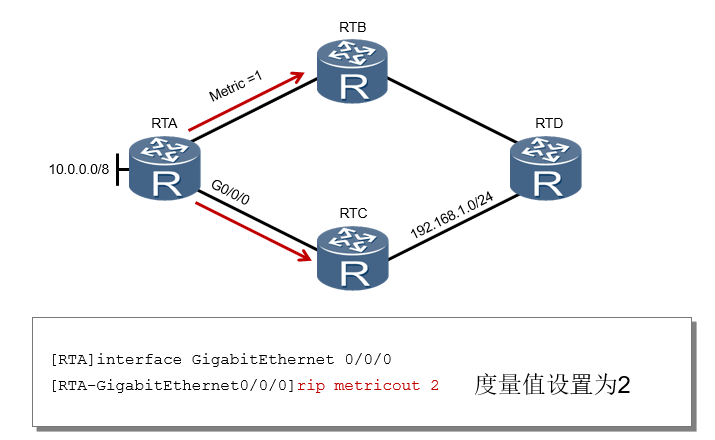 RTB
Metric =1
RTA
RTD
10.0.0.0/8
G0/0/0
RTC
192.168.1.0/24
R
R
R
R
[RTA]interface GigabitEthernet 0/0/0
[RTA-GigabitEthernet0/0/0]rip metricout 2 度量值设置为2